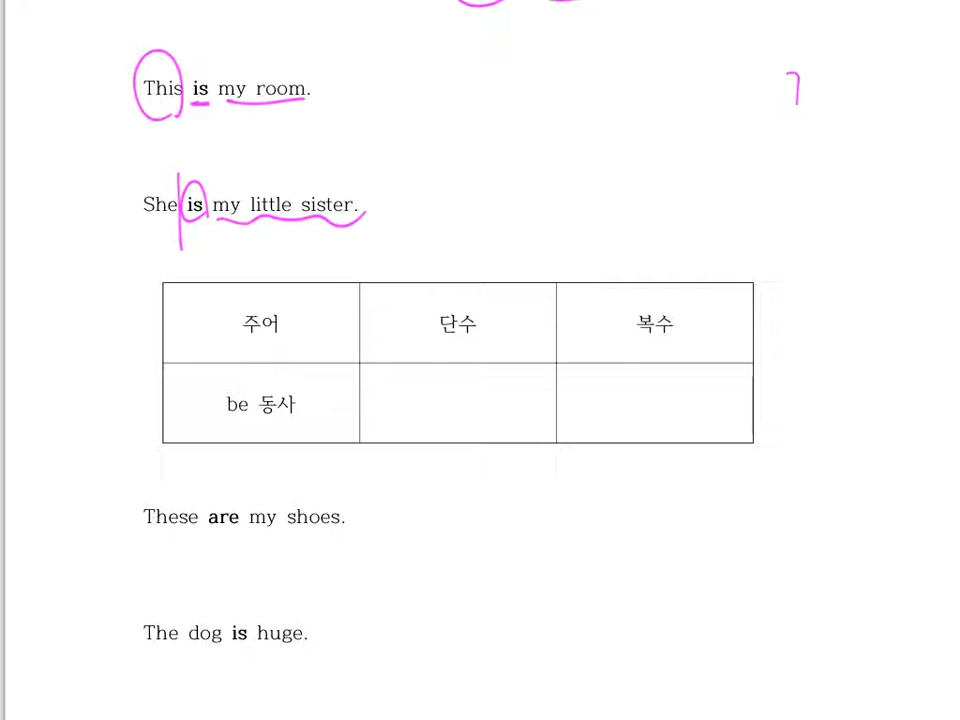 This is my room.
She is my little sister.
주어 단수 복수
be 동사
These are my shoes.
The dog is huge.